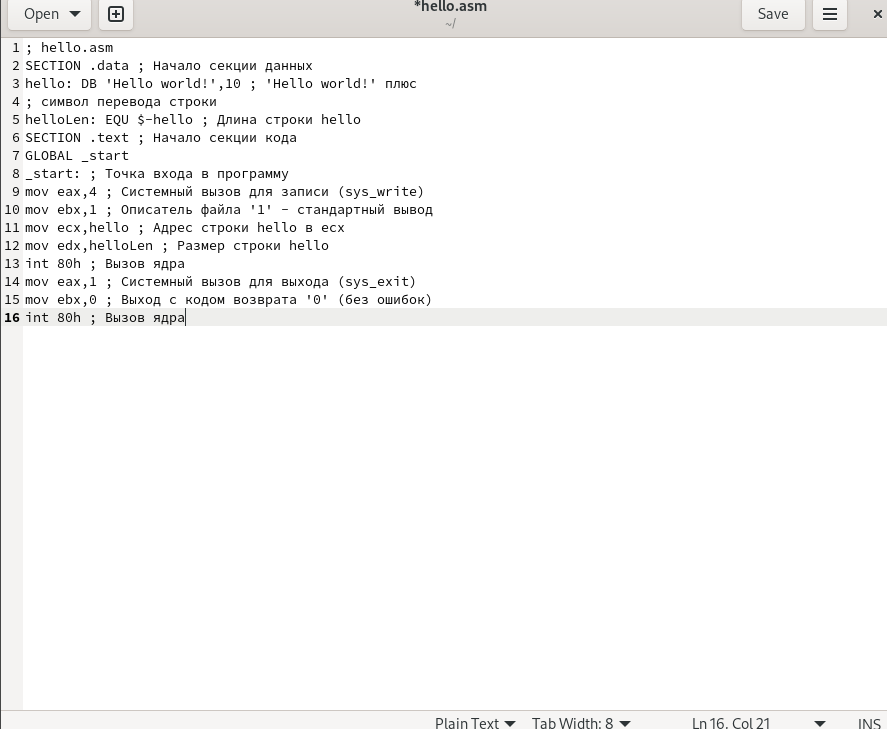 Open
*hello.asm
~/
Save
1 ; hello.asm
2 SECTION .data ; Начало секции данных
3 hello: DB 'Hello world!',10 ; 'Hello world!' плюс
4 ; символ перевода строки
5 helloLen: EQU $-hello ; Длина строки hello
6 SECTION .text ; Начало секции кода
7 GLOBAL _start
8 _start: ; Точка входа в программу
9 mov eax,4 ; Системный вызов для записи (sys_write)
10 mov ebx,1 ; Описатель файла '1' - стандартный вывод
11 mov ecx,hello ; Адрес строки hello в ecx
12 mov edx,helloLen ; Размер строки hello
13 int 80h ; Вызов ядра
14 mov eax,1 ; Системный вызов для выхода (sys_exit)
15 mov ebx,0 ; Выход с кодом возврата '0' (без ошибок)
16 int 80h ; Вызов ядра
Plain Text Tab Width: 8 Ln 16, Col 21 INS